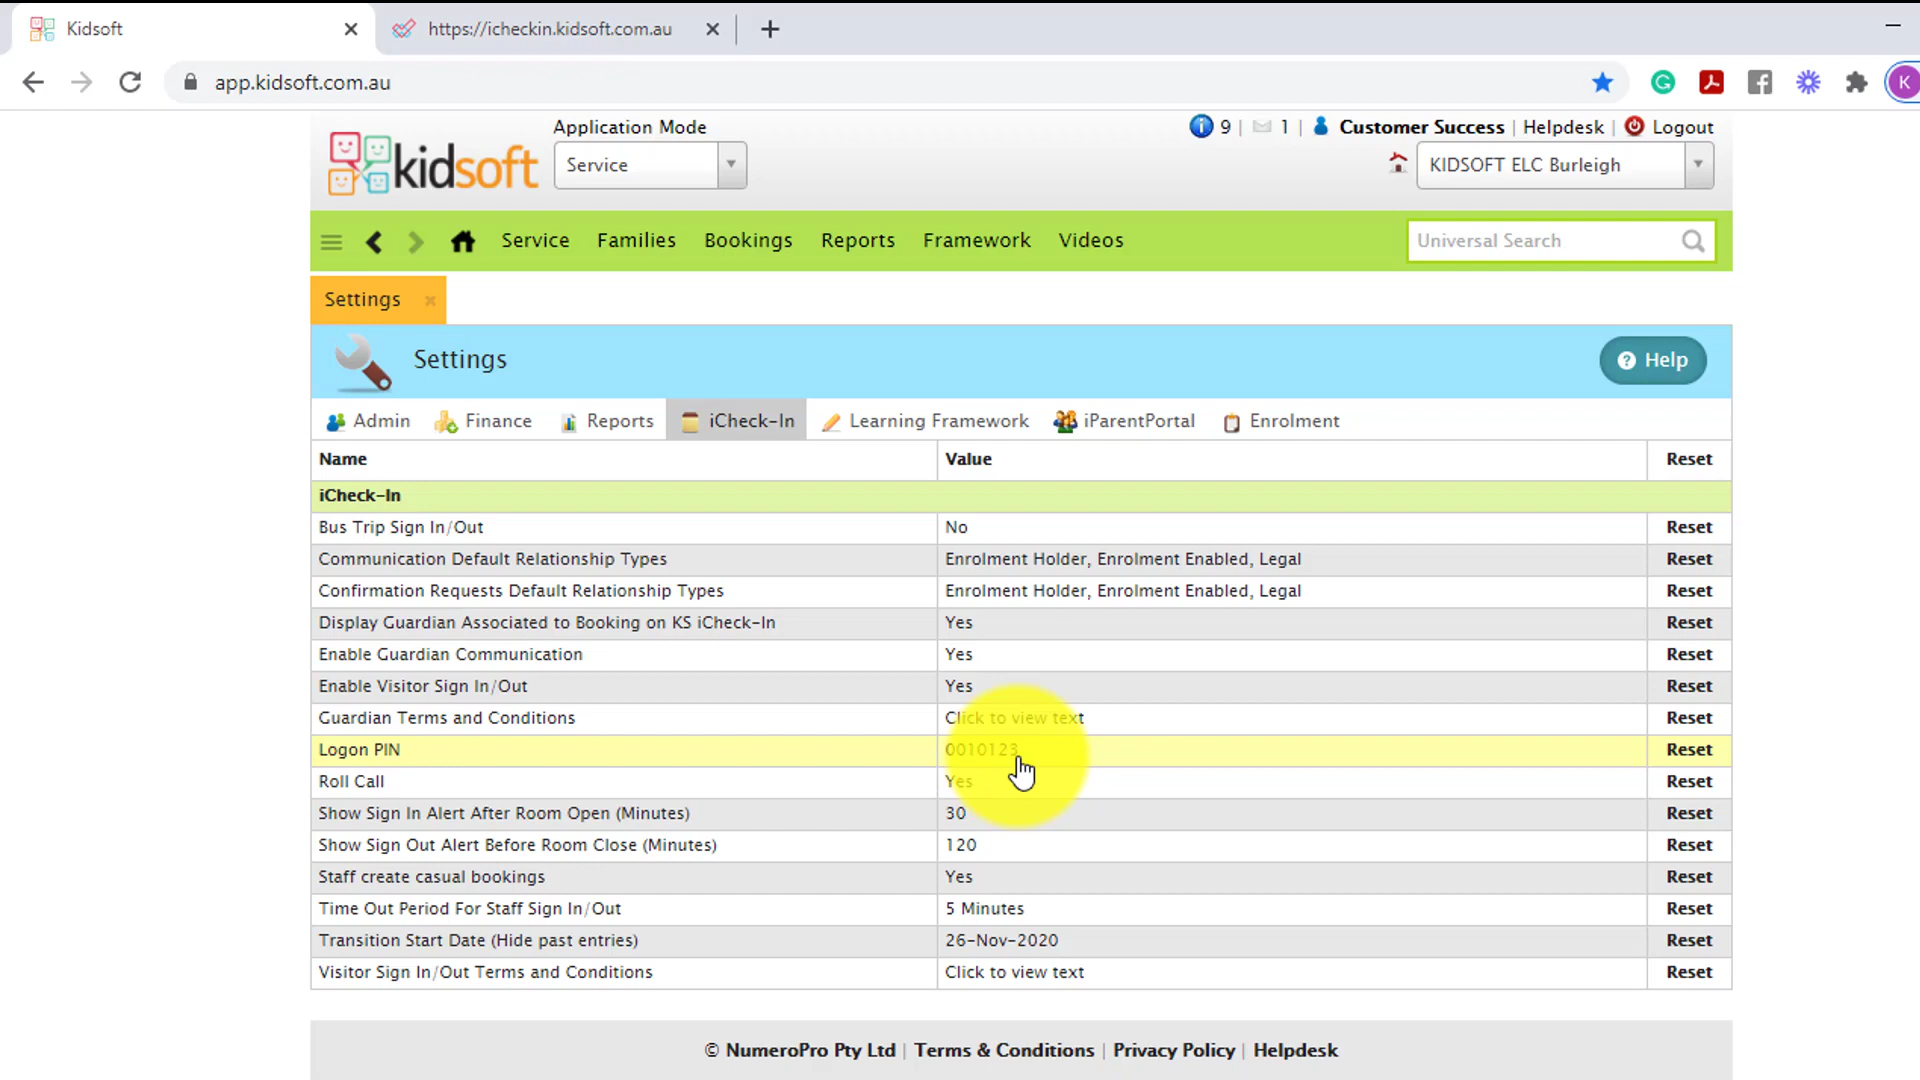 Kidsoft
https://icheckin.kidsoft.com.au
app.kidsoft.com.au
K
kidsoft
Application Mode
Service
9 | 1 | Customer Success | Helpdesk | Logout
KIDSOFT ELC Burleigh
Service Families Bookings Reports Framework Videos
Universal Search
Settings
Settings
Help
Admin Finance Reports iCheck-In Learning Framework iParentPortal Enrolment
Name Value Reset
iCheck-In
Bus Trip Sign In/Out No Reset
Communication Default Relationship Types Enrolment Holder, Enrolment Enabled, Legal Reset
Confirmation Requests Default Relationship Types Enrolment Holder, Enrolment Enabled, Legal Reset
Display Guardian Associated to Booking on KS iCheck-In Yes Reset
Enable Guardian Communication Yes Reset
Enable Visitor Sign In/Out Yes Reset
Guardian Terms and Conditions Click to view text Reset
Logon PIN 0010123 Reset
Roll Call Yes Reset
Show Sign In Alert After Room Open (Minutes) 30 Reset
Show Sign Out Alert Before Room Close (Minutes) 120 Reset
Staff create casual bookings Yes Reset
Time Out Period For Staff Sign In/Out 5 Minutes Reset
Transition Start Date (Hide past entries) 26-Nov-2020 Reset
Visitor Sign In/Out Terms and Conditions Click to view text Reset
© NumeroPro Pty Ltd | Terms & Conditions | Privacy Policy | Helpdesk